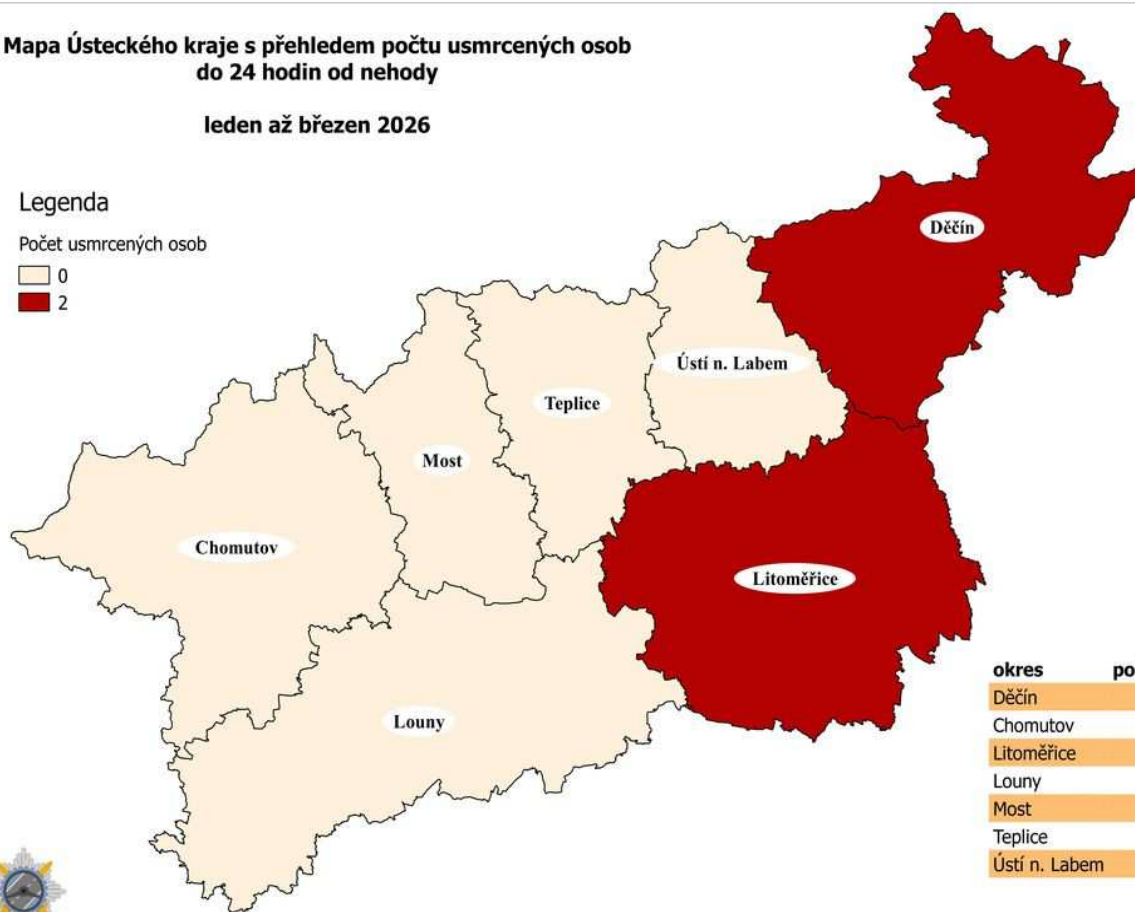 Mapa Ústeckého kraje s přehledem počtu usmrcených osob
do 24 hodin od nehody
leden až březen 2026
Legenda
Počet usmrcených osob
0
2
Děčín
Ústí n. Labem
Teplice
Most
Chomutov
Litoměřice
Louny
okres po
Děčín
Chomutov
Litoměřice
Louny
Most
Teplice
Ústí n. Labem